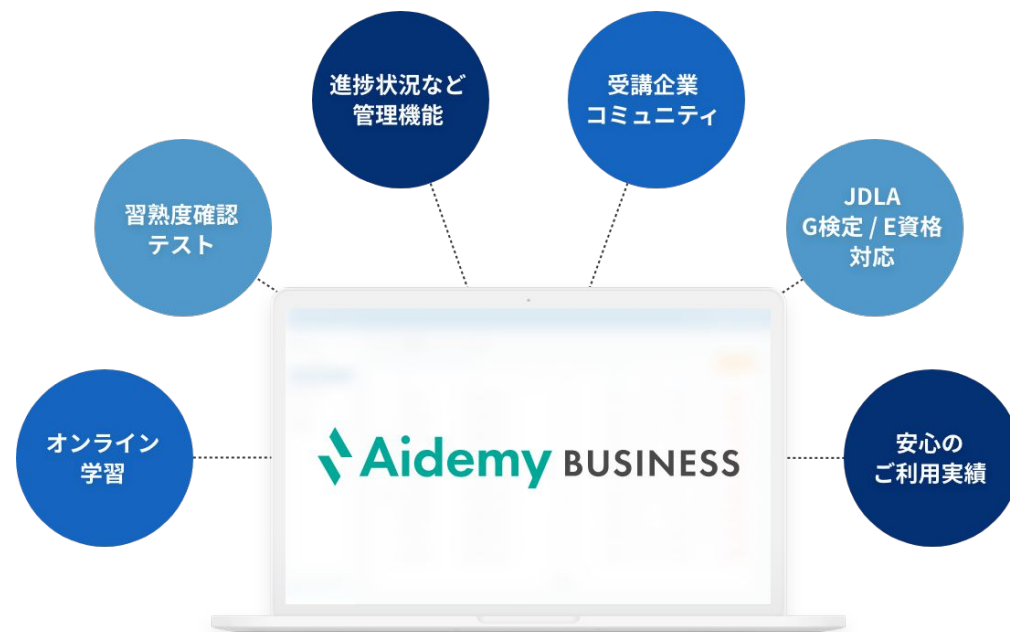 進捗状況など
管理機能
受講企業
コミュニティ
習熟度確認
テスト
JDLA
G検定 / E資格
対応
オンライン
学習
Aidemy BUSINESS
安心の
ご利用実績